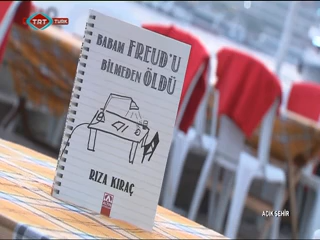 TRT TÜRK
BABAM FREUD'U
BİLMEDEN ÖLDÜ
RIZA KIRAÇ
AÇIK ŞEHİR